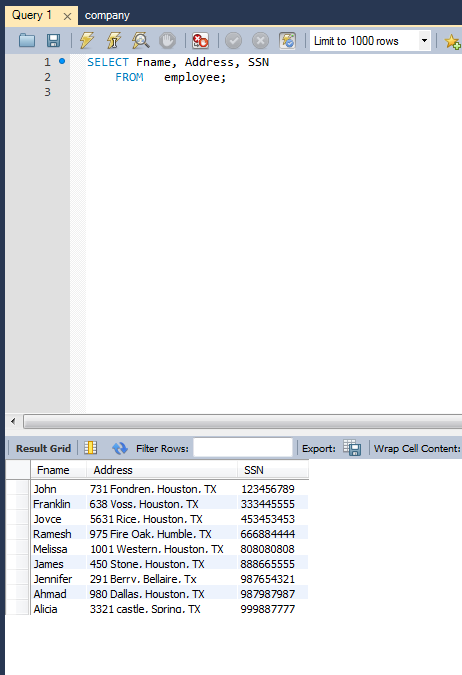 Query 1 × company
Limit to 1000 rows
1 SELECT Fname, Address, SSN
2 FROM employee;
3
Result Grid Filter Rows: Export: Wrap Cell Content:
Fname Address SSN
John 731 Fondren, Houston, TX 123456789
Franklin 638 Voss, Houston, TX 333445555
Joyce 5631 Rice, Houston, TX 453453453
Ramesh 975 Fire Oak, Humble, TX 666884444
Melissa 1001 Western, Houston, TX 808080808
James 450 Stone, Houston, TX 888665555
Jennifer 291 Berry, Bellaire, Tx 987654321
Ahmad 980 Dallas, Houston, TX 987987987
Alicia 3321 castle, Spring, TX 999887777